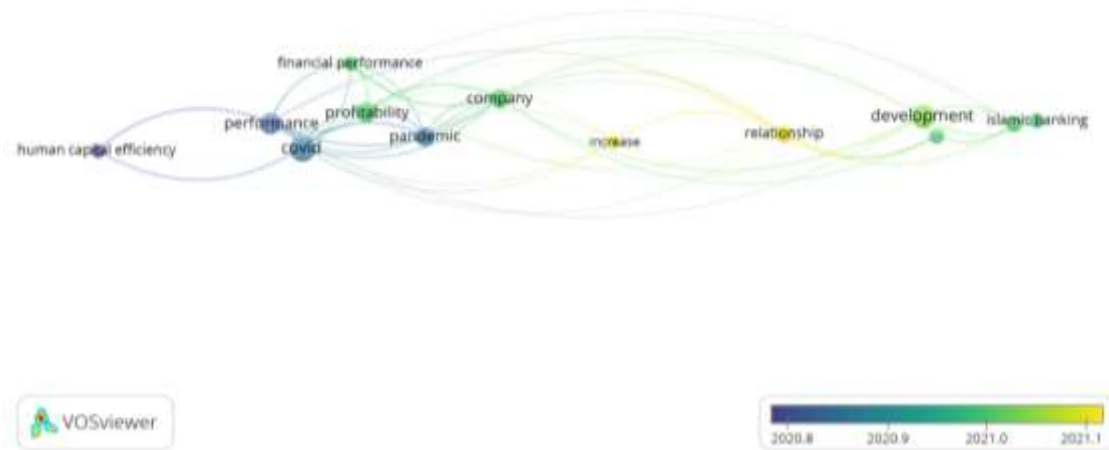 financial performance
company
profitability
development
performance
islamic banking
pandemic
relationship
increase
covid
human capital efficiency
VOSviewer
2020.8
2020.9
2021.0
2021.1